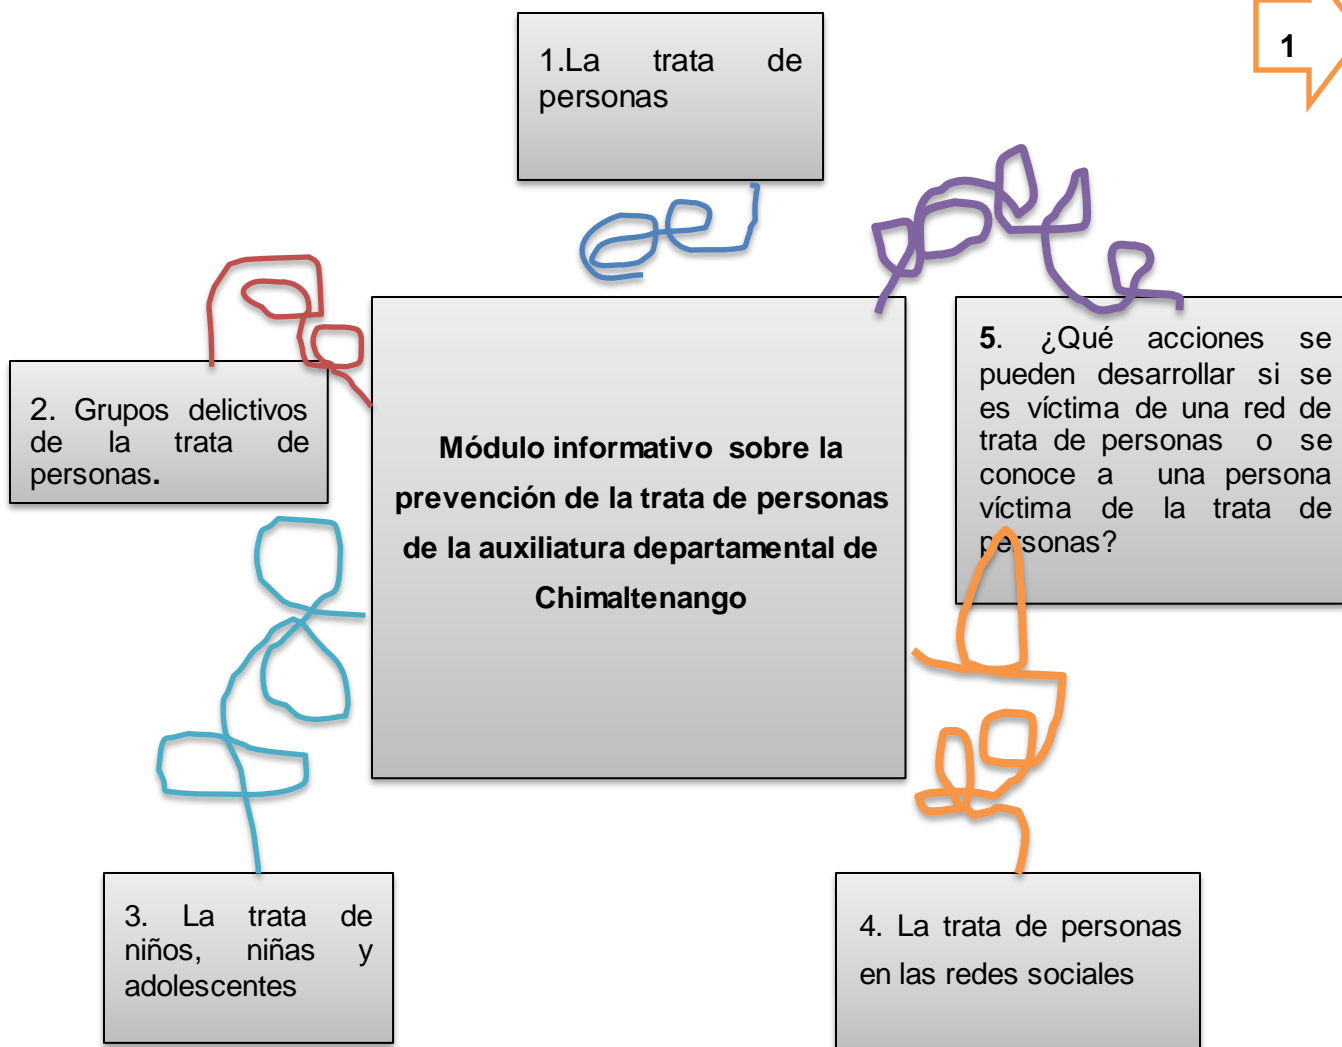 1
1.La trata de
personas
2. Grupos delictivos
de la trata de
personas.
Módulo informativo sobre la
prevención de la trata de personas
de la auxiliatura departamental de
Chimaltenango
5. ¿Qué acciones se
pueden desarrollar si se
es víctima de una red de
trata de personas o se
conoce a una persona
víctima de la trata de
personas?
3. La trata de
niños, niñas y
adolescentes
4. La trata de personas
en las redes sociales